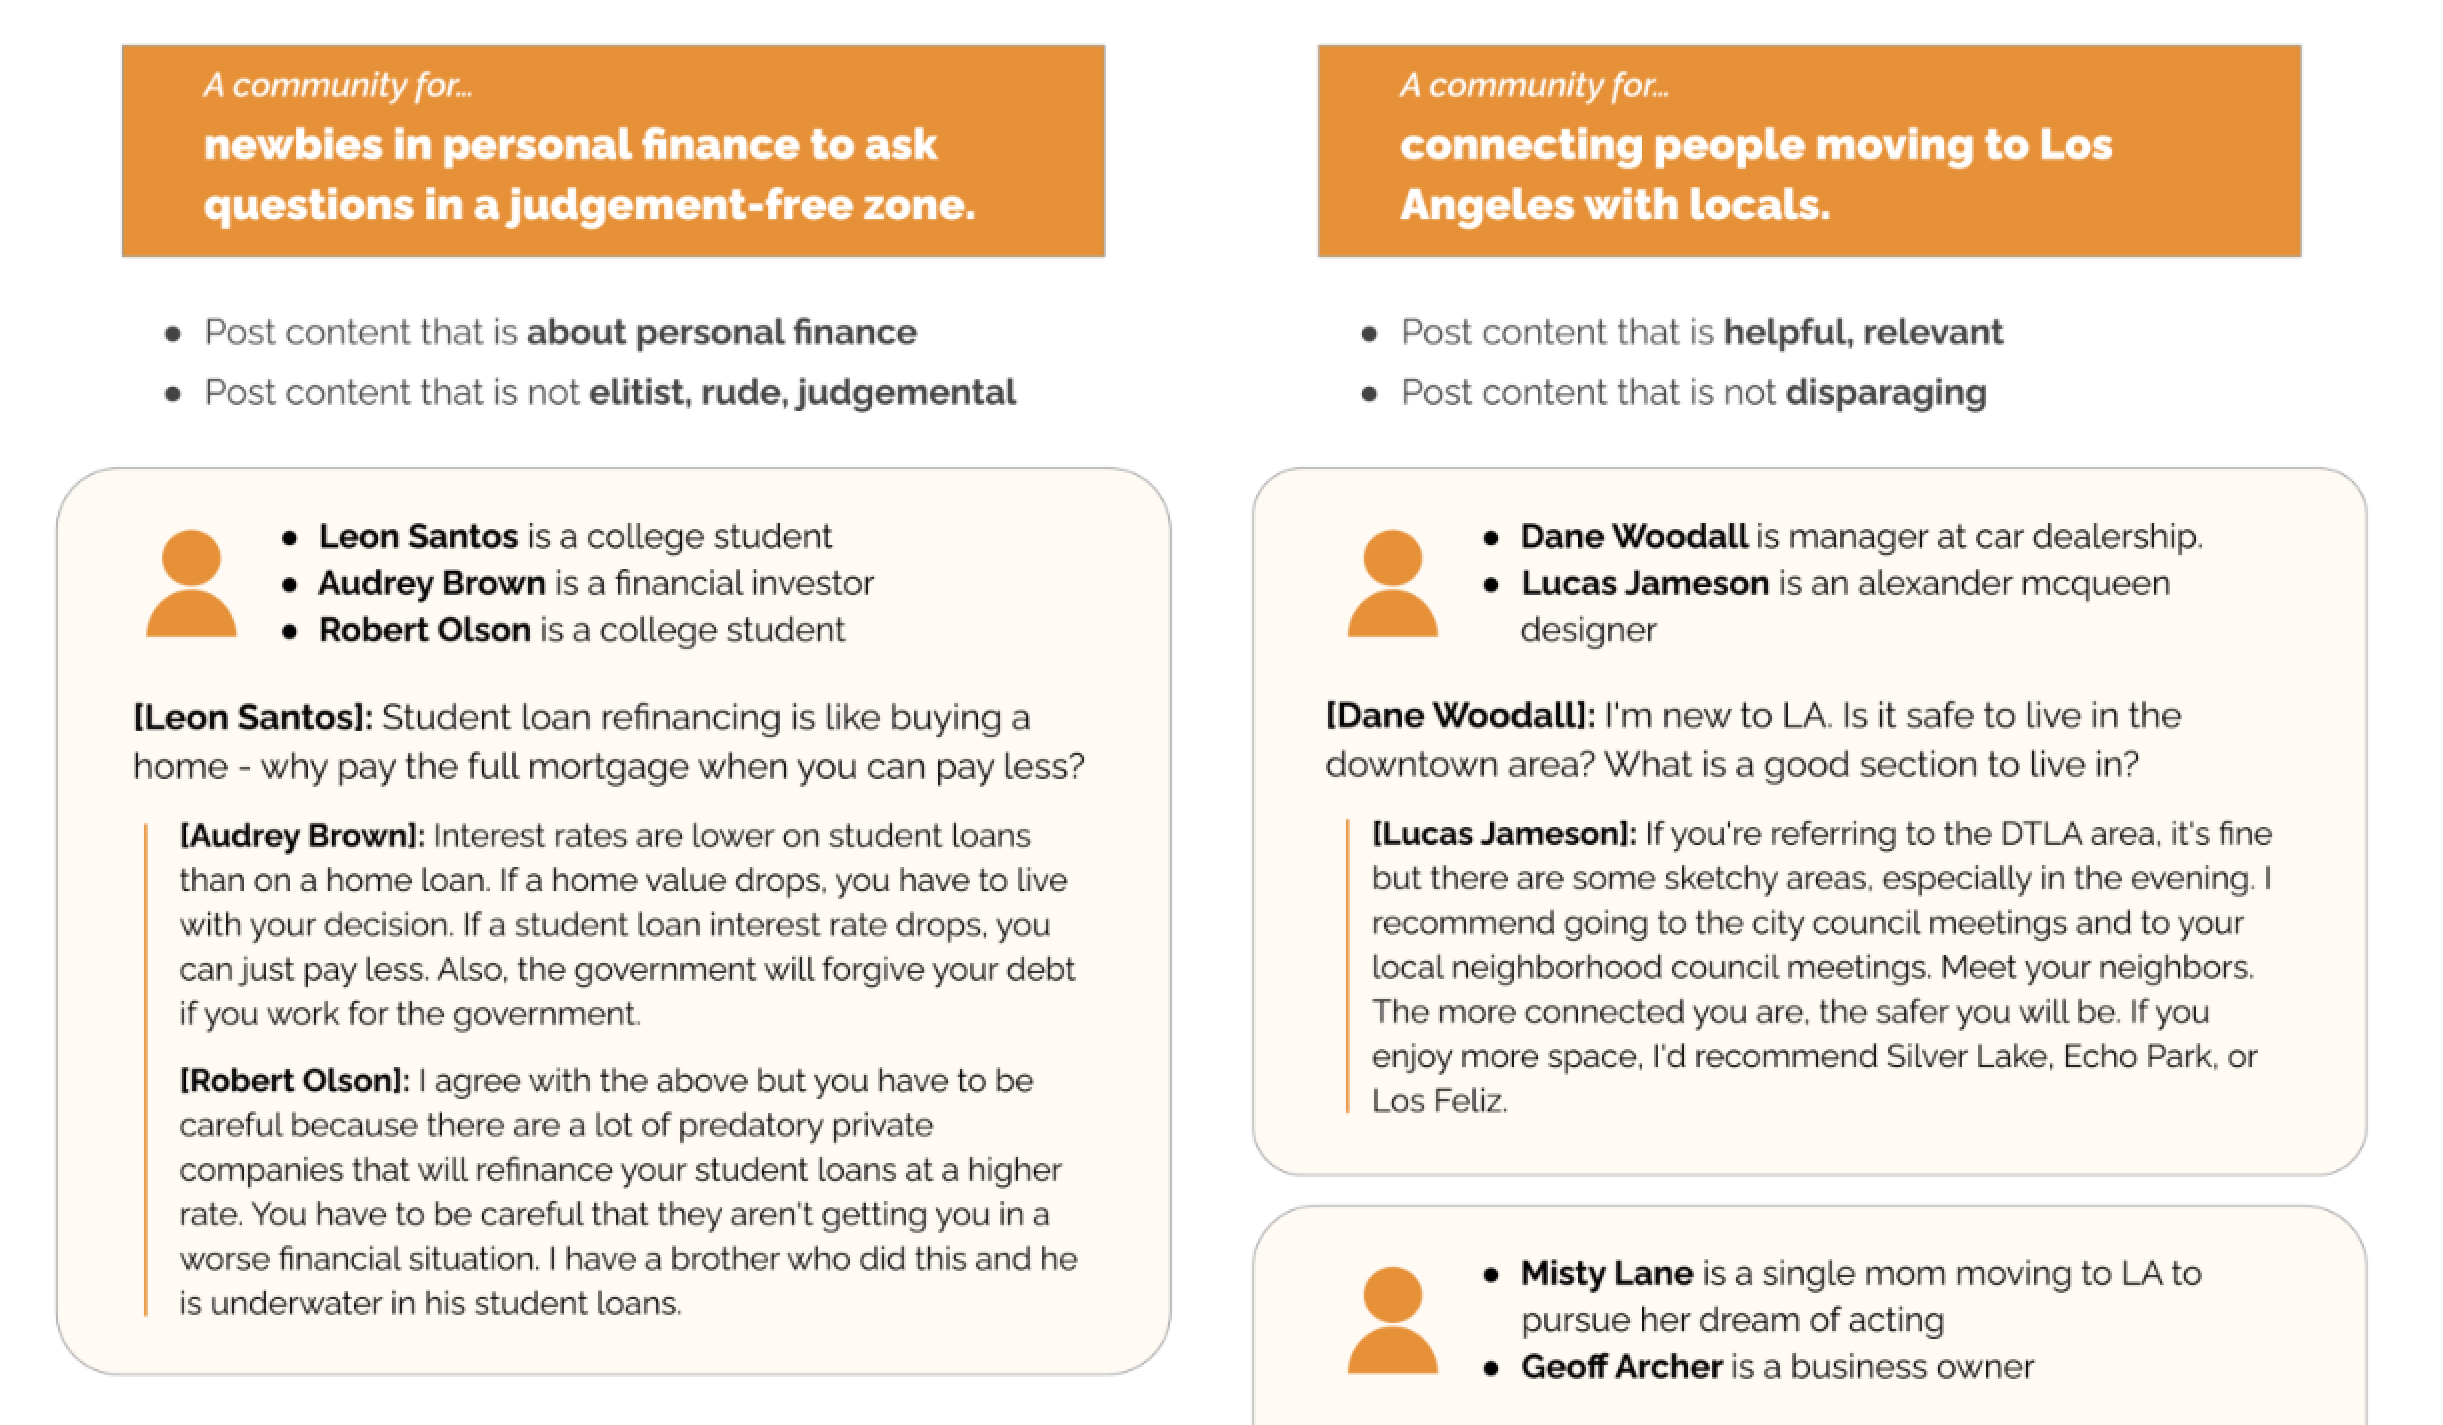 A community for...
newbies in personal finance to ask
questions in a judgement-free zone.
● Post content that is about personal finance
● Post content that is not elitist, rude, judgemental
● Leon Santos is a college student
● Audrey Brown is a financial investor
● Robert Olson is a college student
[Leon Santos]: Student loan refinancing is like buying a
home - why pay the full mortgage when you can pay less?
[Audrey Brown]: Interest rates are lower on student loans
than on a home loan. If a home value drops, you have to live
with your decision. If a student loan interest rate drops, you
can just pay less. Also, the government will forgive your debt
if you work for the government.
[Robert Olson]: I agree with the above but you have to be
careful because there are a lot of predatory private
companies that will refinance your student loans at a higher
rate. You have to be careful that they aren't getting you in a
worse financial situation. I have a brother who did this and he
is underwater in his student loans.
A community for...
connecting people moving to Los
Angeles with locals.
● Post content that is helpful, relevant
● Post content that is not disparaging
● Dane Woodall is manager at car dealership.
● Lucas Jameson is an alexander mcqueen
designer
[Dane Woodall]: I'm new to LA. Is it safe to live in the
downtown area? What is a good section to live in?
[Lucas Jameson]: If you're referring to the DTLA area, it's fine
but there are some sketchy areas, especially in the evening. I
recommend going to the city council meetings and to your
local neighborhood council meetings. Meet your neighbors.
The more connected you are, the safer you will be. If you
enjoy more space, I'd recommend Silver Lake, Echo Park, or
Los Feliz.
● Misty Lane is a single mom moving to LA to
pursue her dream of acting
● Geoff Archer is a business owner